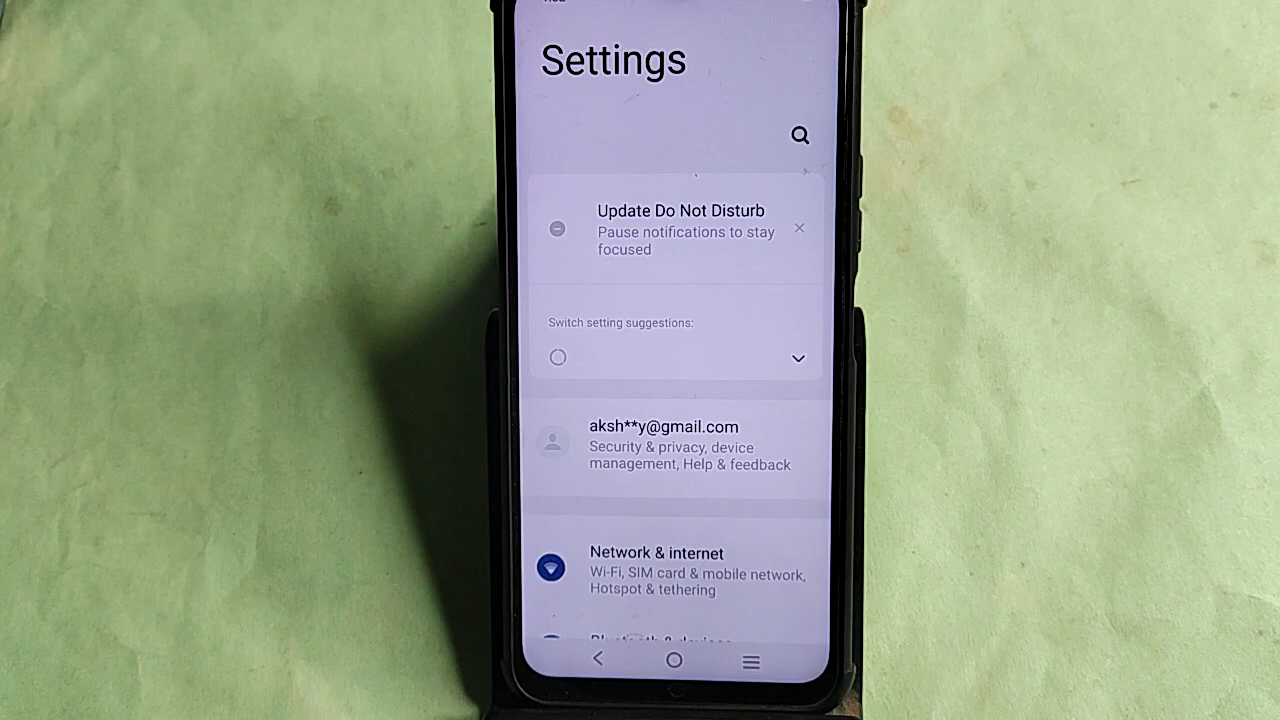 Settings
Update Do Not Disturb
Pause notifications to stay
focused
Switch setting suggestions:
aksh**y@gmail.com
Security & privacy, device
management, Help & feedback
Network & internet
Wi-Fi, SIM card & mobile network,
Hotspot & tethering